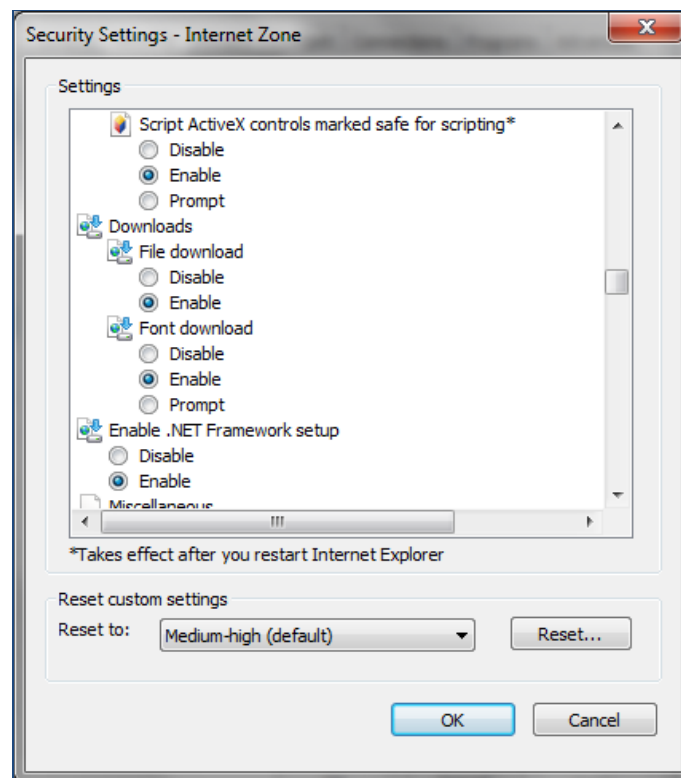 Security Settings - Internet Zone
Settings
Script ActiveX controls marked safe for scripting*
Disable
Enable
Prompt
Downloads
File download
Disable
Enable
Font download
Disable
Enable
Prompt
Enable .NET Framework setup
Disable
Enable
Miscellaneous
*Takes effect after you restart Internet Explorer
Reset custom settings
Reset to: Medium-high (default) Reset...
OK Cancel